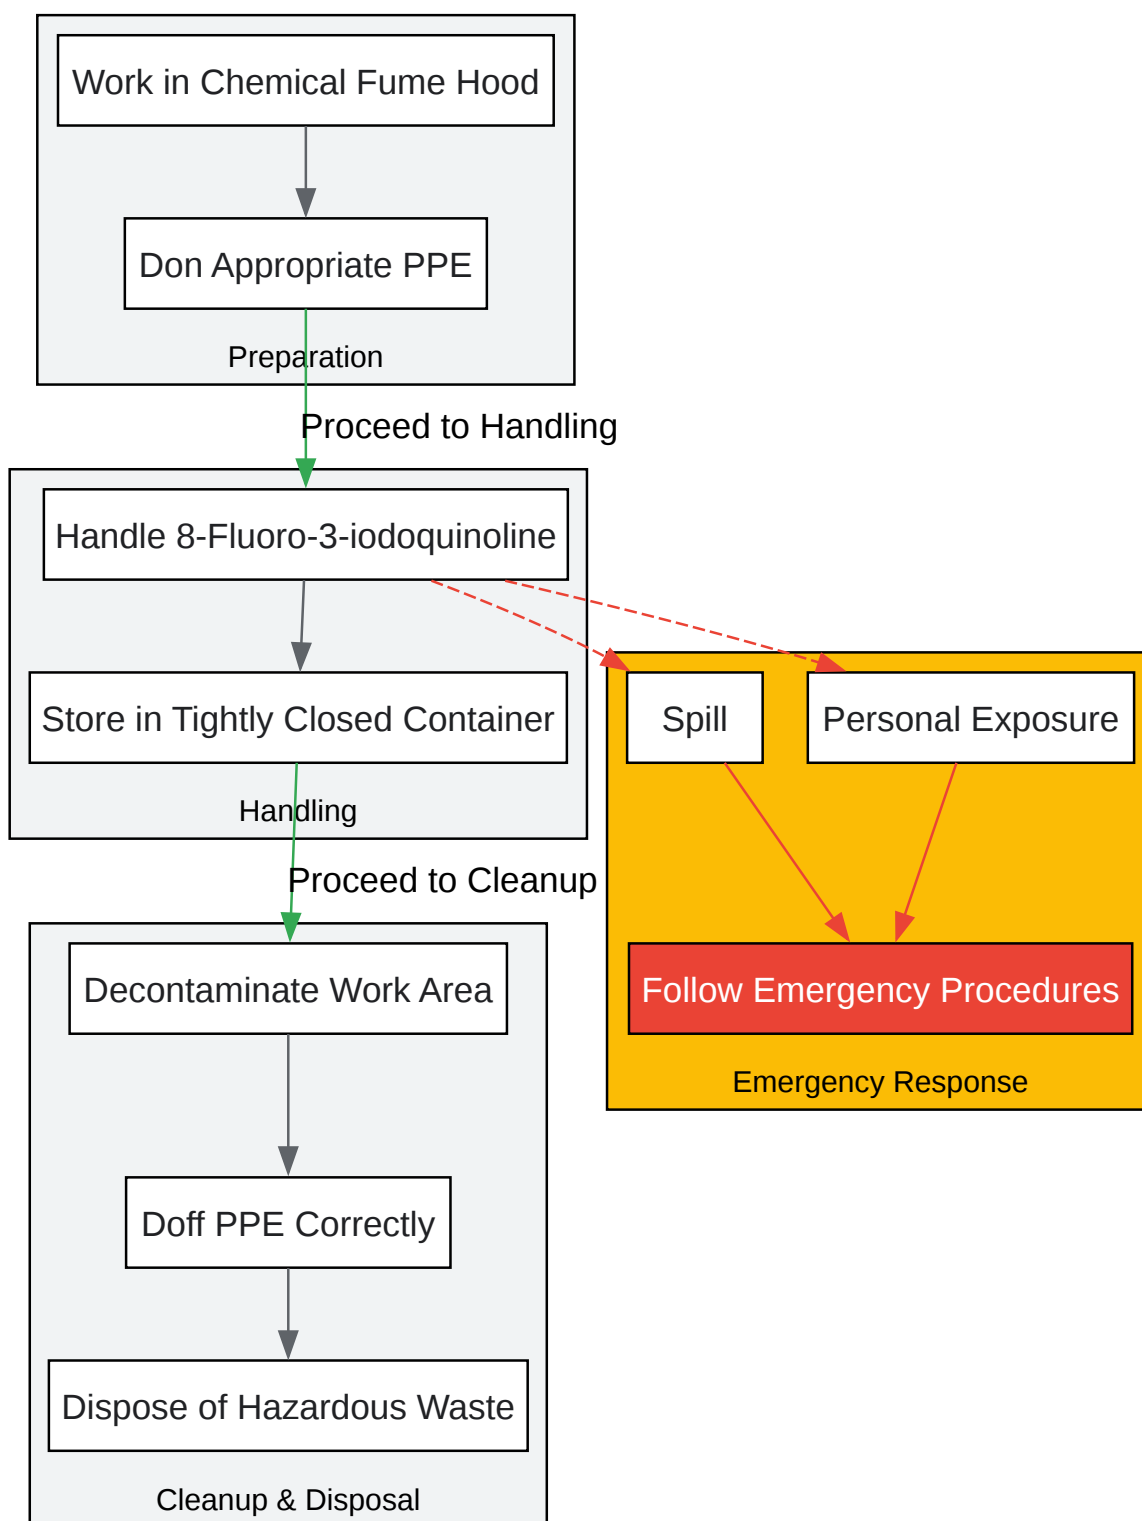 Work in Chemical Fume Hood
Don Appropriate PPE
Preparation
Proceed to Handling
Handle 8-Fluoro-3-iodoquinoline
Store in Tightly Closed Container
Handling
Spill
Personal Exposure
Proceed to Cleanup
Follow Emergency Procedures
Emergency Response
Decontaminate Work Area
Doff PPE Correctly
Dispose of Hazardous Waste
Cleanup & Disposal